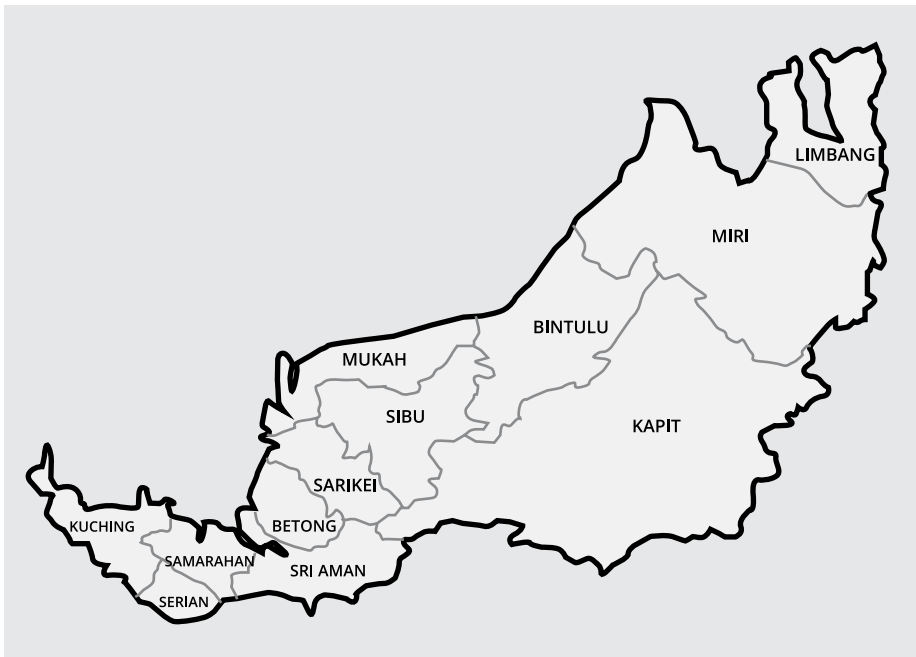 LIMBANG
MIRI
BINTULU
MUKAH
SIBU
KAPIT
SARIKEI
KUCHING
BETONG
SAMARAHAN
SRI AMAN
SERIAN